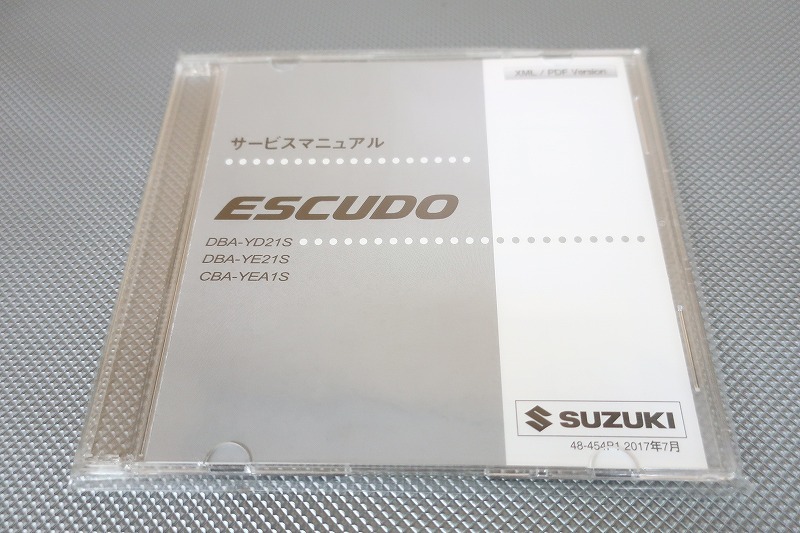 XML / PDF Version
サービスマニュアル
ESCUDO
DBA-YD21S
DBA-YE21S
CBA-YEA1S
SUZUKI
48-454P1 2017年7月